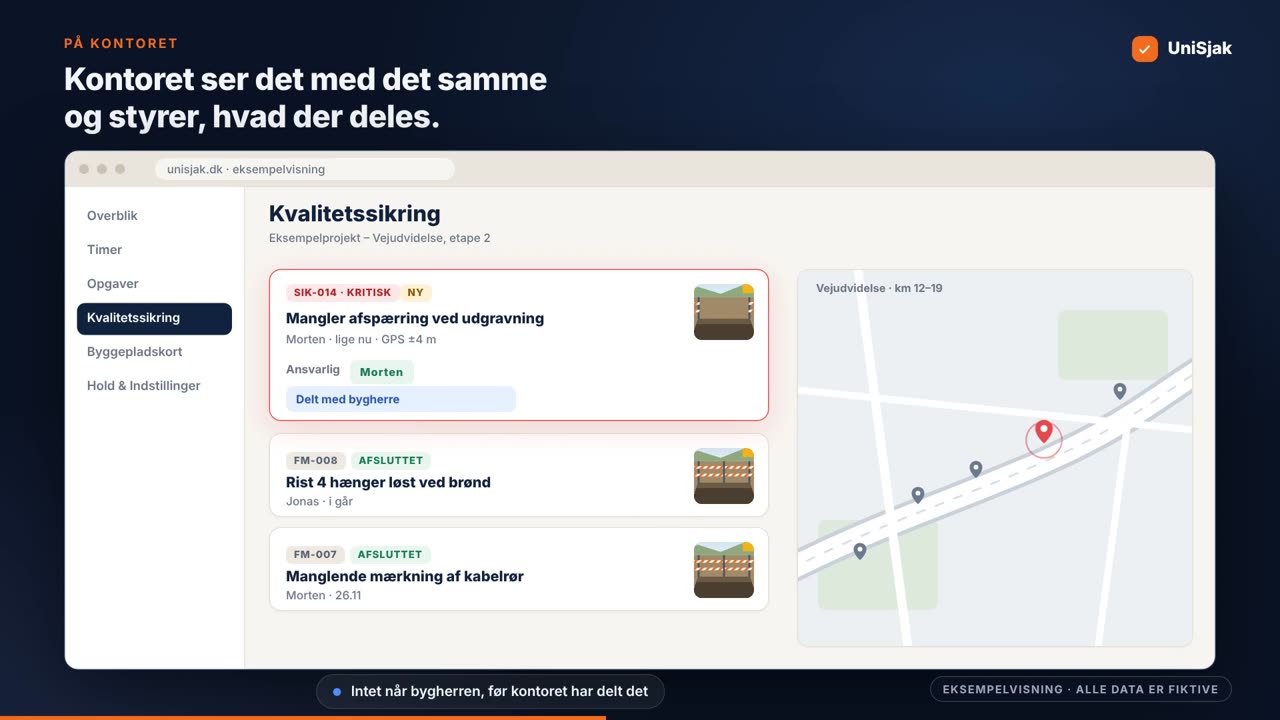 PÅ KONTORET
Kontoret ser det med det samme
og styrer, hvad der deles.
UniSjak
unisjak.dk · eksempelvisning
Overblik
Timer
Opgaver
Kvalitetssikring
Byggepladskort
Hold & Indstillinger
Kvalitetssikring
Eksempelprojekt – Vejudvidelse, etape 2
SIK-014 · KRITISK NY
Mangler afspærring ved udgravning
Morten · lige nu · GPS ±4 m
Ansvarlig Morten
Delt med bygherre
FM-008 AFSLUTTET
Rist 4 hænger løst ved brønd
Jonas · i går
FM-007 AFSLUTTET
Manglende mærkning af kabelrør
Morten · 26.11
Vejudvidelse · km 12–19
Intet når bygherren, før kontoret har delt det
EKSEMPELVISNING · ALLE DATA ER FIKTIVE